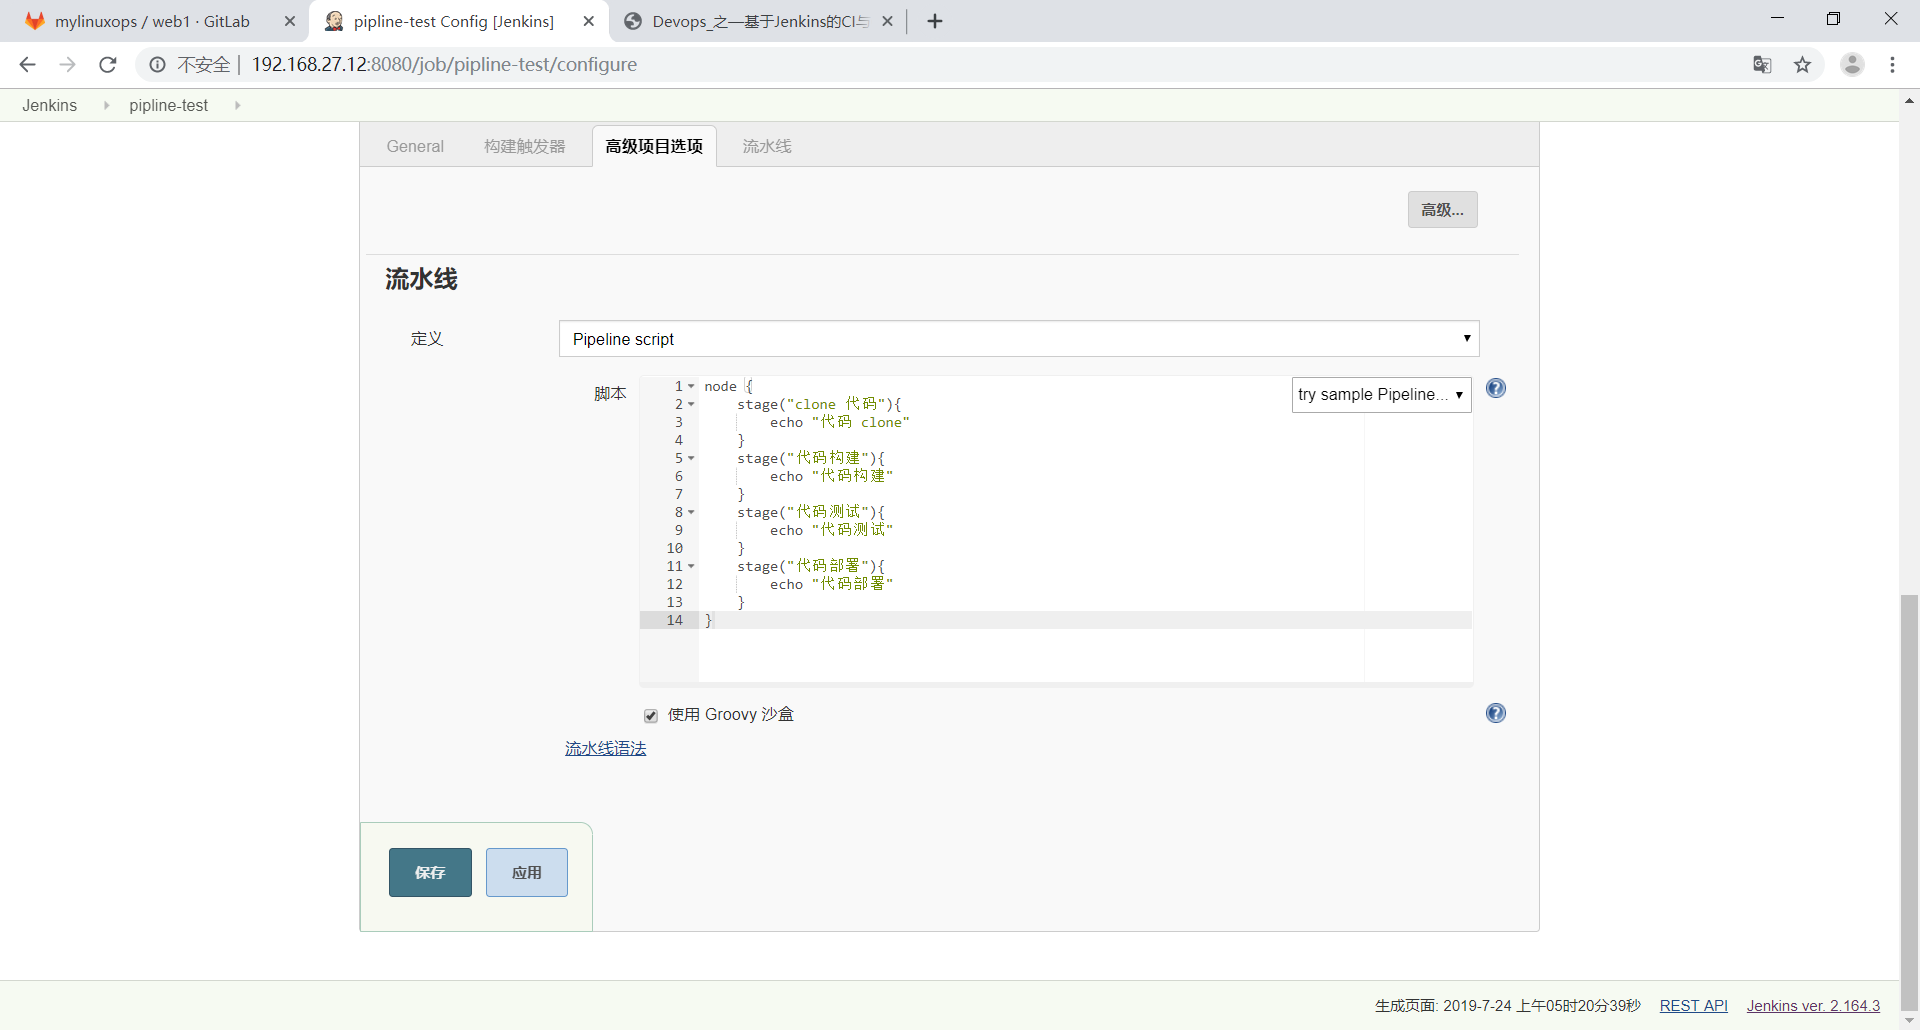 mylinuxops / web1 · GitLab
pipline-test Config [Jenkins]
Devops_之—基于Jenkins的CI与
不安全 | 192.168.27.12:8080/job/pipline-test/configure
Jenkins pipline-test
General 构建触发器 高级项目选项 流水线
高级...
流水线
定义 Pipeline script
脚本
try sample Pipeline...
1 node {
2 stage("clone 代码"){
3 echo "代码 clone"
4 }
5 stage("代码构建"){
6 echo "代码构建"
7 }
8 stage("代码测试"){
9 echo "代码测试"
10 }
11 stage("代码部署"){
12 echo "代码部署"
13 }
14 }
使用 Groovy 沙盒
流水线语法
保存 应用
生成页面: 2019-7-24 上午05时20分39秒 REST API Jenkins ver. 2.164.3